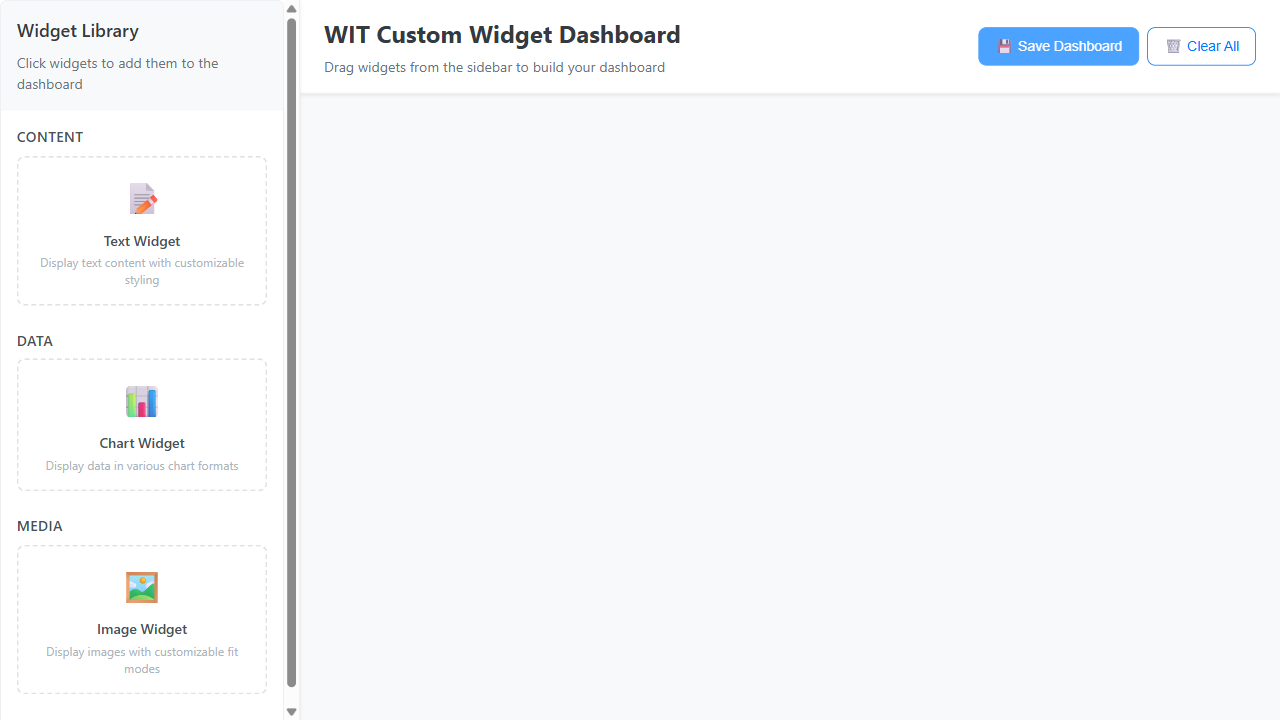 Widget Library
Click widgets to add them to the
dashboard
CONTENT
Text Widget
Display text content with customizable
styling
DATA
Chart Widget
Display data in various chart formats
MEDIA
Image Widget
Display images with customizable fit
modes
WIT Custom Widget Dashboard
Drag widgets from the sidebar to build your dashboard
Save Dashboard
Clear All